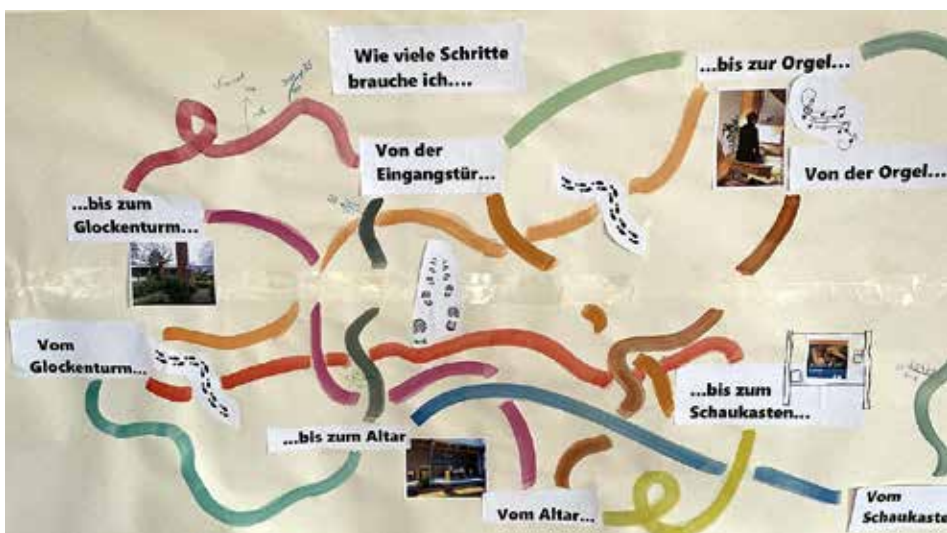 Wie viele Schritte
brauche ich....
...bis zur Orgel...
Von der
Eingangstür...
Von der Orgel...
...bis zum
Glockenturm...
Vom
Glockenturm...
...bis zum
Schaukasten...
...bis zum Altar
Vom Altar...
Vom
Schaukaste